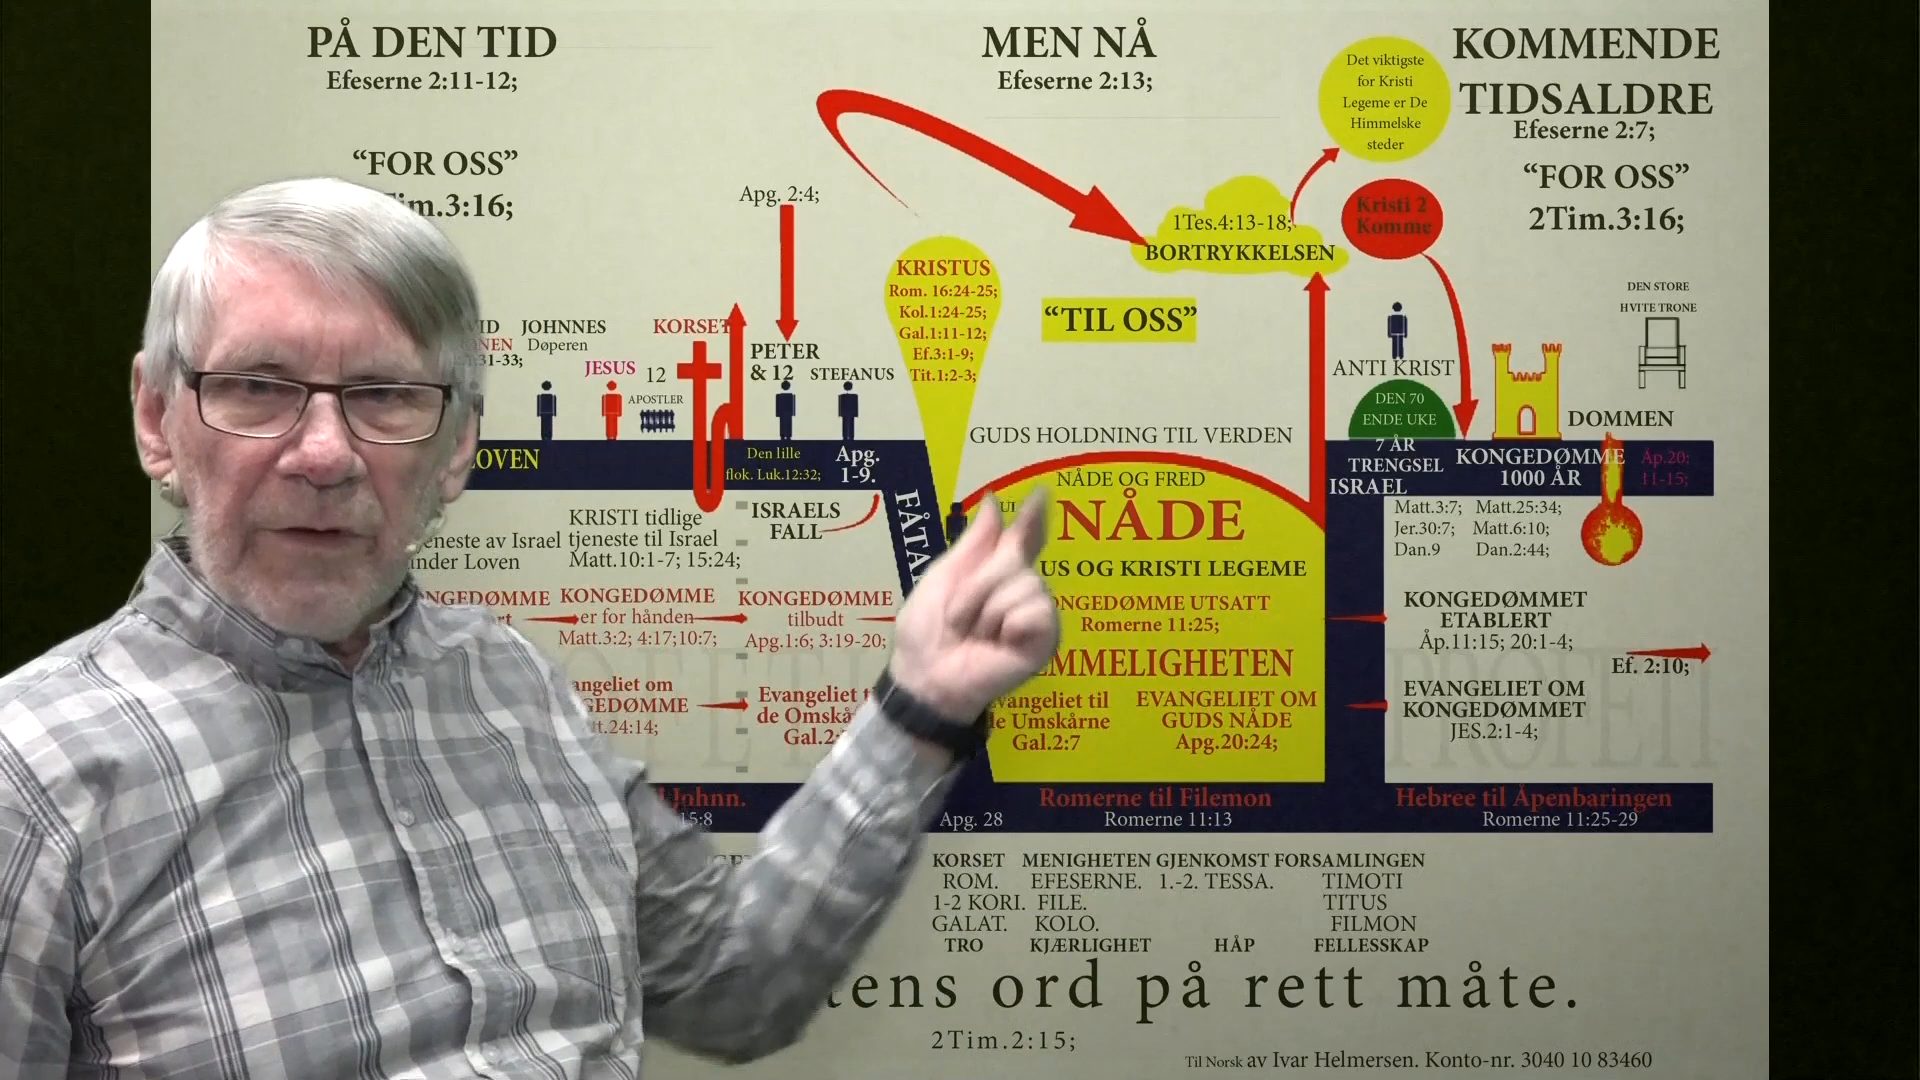 PÅ DEN TID
Efeserne 2:11-12;
“FOR OSS”
3:16;
MEN NÅ
Efeserne 2:13;
KOMMENDE
TIDSALDRE
Efeserne 2:7;
“FOR OSS”
2Tim.3:16;
Det viktigste
for Kristi
Legeme er De
Himmelske
steder
Apg. 2:4;
1Tes.4:13-18;
BORTRYKKELSEN
Kristi 2
Komme
KRISTUS
Rom. 16:24-25;
Kol.1:24-25;
Gal.1:11-12;
Ef.3:1-9;
Tit.1:2-3;
“TIL OSS”
DEN STORE
HVITE TRONE
JOHNNES
Døperen
JESUS
12
APOSTLER
KORSET
PETER
& 12
STEFANUS
ANTI KRIST
DEN 70
ENDE UKE
7 ÅR
TRENGSEL
ISRAEL
DOMMEN
KONGEDØMME
1000 ÅR
Åp.20:
11-15;
LOVEN
Den lille
flok. Luk.12:32;
Apg.
1-9.
GUDS HOLDNING TIL VERDEN
NÅDE OG FRED
NÅDE
OG KRISTI LEGEME
UTSATT
Romerne 11:25;
Evangeliet til
de Umskårne
Gal.2:7
EVANGELIET OM
GUDS NÅDE
Apg.20:24;
ISRAELS
FALL
KRISTI tidlige
tjeneste til Israel
Matt.10:1-7; 15:24;
av Israel
Loven
KONGEDØMME
er for hånden
Matt.3:2; 4:17;10:7;
KONGEDØMME
tilbudt
Apg.1:6; 3:19-20;
om
Evangeliet
de
Matt.3:7;
Jer.30:7;
Dan.9
Matt.25:34;
Matt.6:10;
Dan.2:44;
KONGEDØMMET
ETABLERT
Åp.11:15; 20:1-4;
Ef. 2:10;
EVANGELIET OM
KONGEDØMMET
JES.2:1-4;
Johnn.
15:8
Apg. 28
Romerne til Filemon
Romerne 11:13
Hebree til Åpenbaringen
Romerne 11:25-29
KORSET MENIGHETEN GJENKOMST FORSAMLINGEN
ROM. EFESERNE. 1.-2. TESSA. TIMOTI
1-2 KORI. FILE. TITUS
GALAT. KOLO. FILMON
TRO KJÆRLIGHET HÅP FELLESSKAP
ord på rett måte.
2Tim.2:15;
Til Norsk av Ivar Helmersen. Konto-nr. 3040 10 83460